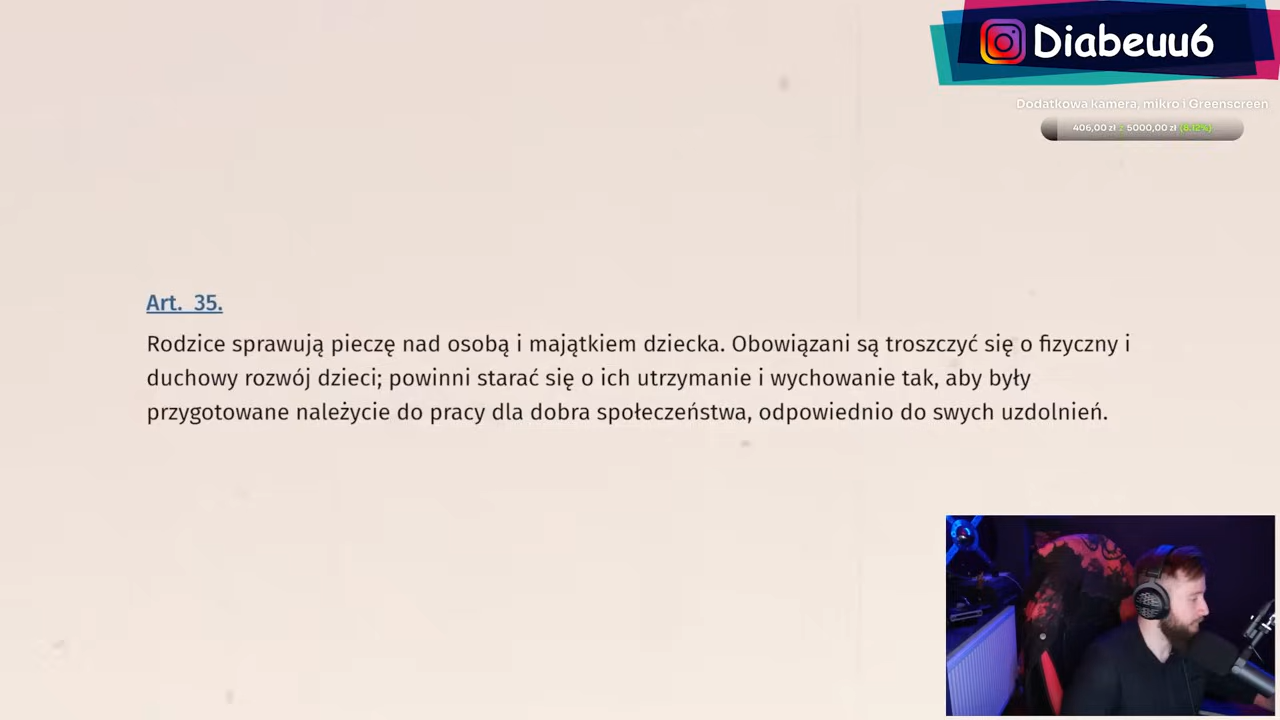 Diabeuu6
Dodatkowa kamera, mikro i Greenscreen
406,00 zł z 5000,00 zł (8.12%)
Art. 35.
Rodzice sprawują pieczę nad osobą i majątkiem dziecka. Obowiązani są troszczyć się o fizyczny i
duchowy rozwój dzieci; powinni starać się o ich utrzymanie i wychowanie tak, aby były
przygotowane należycie do pracy dla dobra społeczeństwa, odpowiednio do swych uzdolnień.